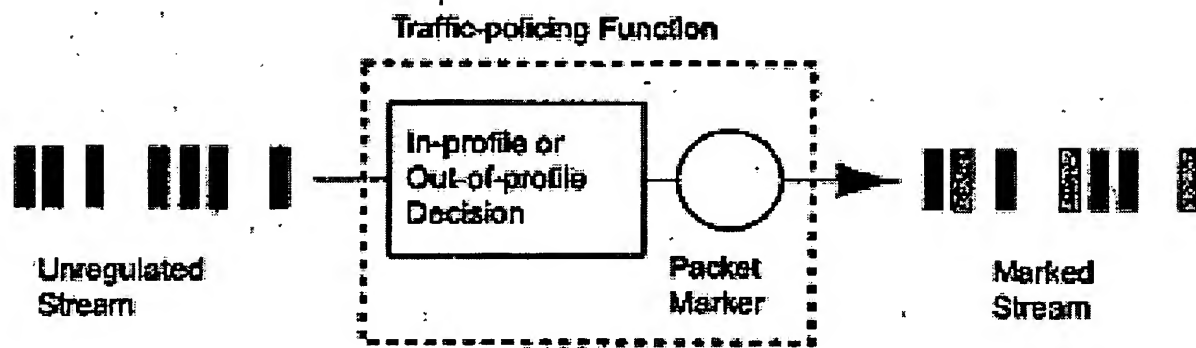 Traffic-policing Function
In-profile or
Out-of-profile
Decision
Unregulated
Stream
Packet
Marker
Marked
Stream